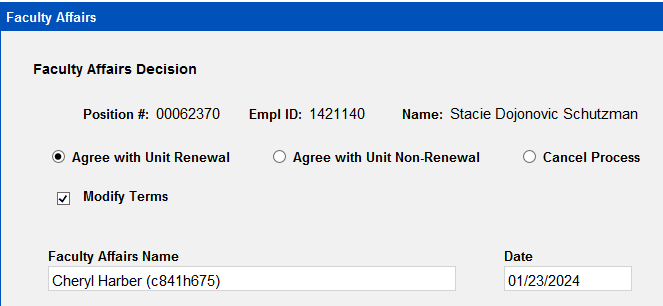 Faculty Affairs
Faculty Affairs Decision
Position #: 00062370 Empl ID: 1421140 Name: Stacie Dojonovic Schutzman
Agree with Unit Renewal Agree with Unit Non-Renewal Cancel Process
Modify Terms
Faculty Affairs Name Date
Cheryl Harber (c841h675) 01/23/2024